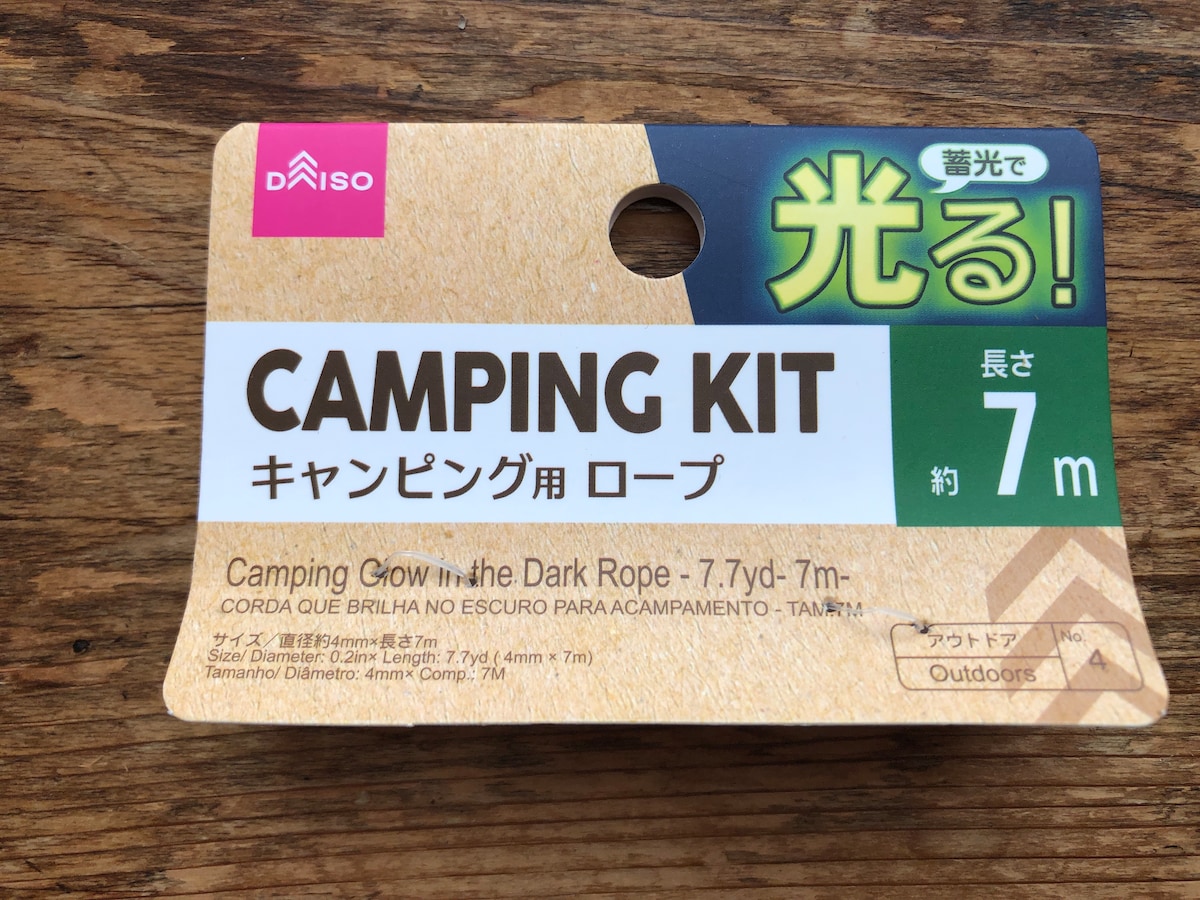 DAISO
蓄光で
光る!
CAMPING KIT
キャンピング用 ロープ
長さ
約 7m
Camping Glow in the Dark Rope - 7.7yd- 7m-
CORDA QUE BRILHA NO ESCURO PARA ACAMPAMENTO - TAM.7M
サイズ/直径約4mm×長さ7m
Size/ Diameter: 0.2in× Length: 7.7yd ( 4mm × 7m)
Tamanho/ Diâmetro: 4mm× Comp.: 7M
アウトドア
Outdoors
No.
4